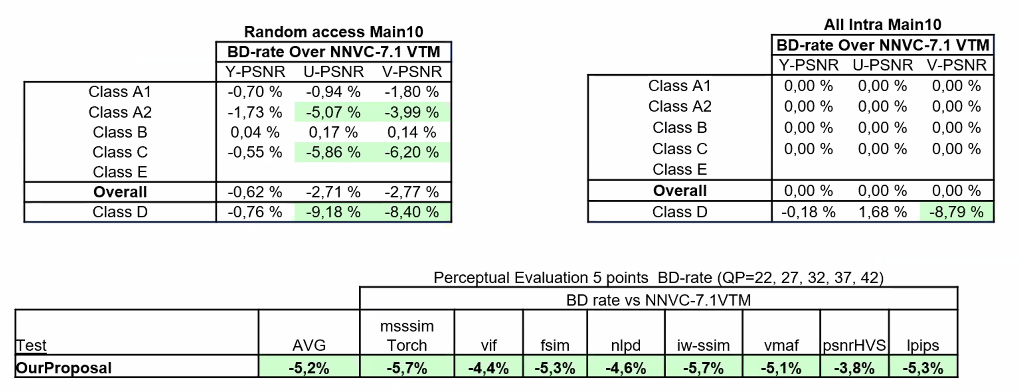 Random access Main10
BD-rate Over NNVC-7.1 VTM
Y-PSNR U-PSNR V-PSNR
Class A1 -0,70 % -0,94 % -1,80 %
Class A2 -1,73 % -5,07 % -3,99 %
Class B 0,04 % 0,17 % 0,14 %
Class C -0,55 % -5,86 % -6,20 %
Class E
Overall -0,62 % -2,71 % -2,77 %
Class D -0,76 % -9,18 % -8,40 %
All Intra Main10
BD-rate Over NNVC-7.1 VTM
Y-PSNR U-PSNR V-PSNR
Class A1 0,00 % 0,00 % 0,00 %
Class A2 0,00 % 0,00 % 0,00 %
Class B 0,00 % 0,00 % 0,00 %
Class C 0,00 % 0,00 % 0,00 %
Class E
Overall 0,00 % 0,00 % 0,00 %
Class D -0,18 % 1,68 % -8,79 %
Perceptual Evaluation 5 points BD-rate (QP=22, 27, 32, 37, 42)
BD rate vs NNVC-7.1VTM
msssim
Test AVG Torch vif fsim nlpd iw-ssim vmaf psnrHVS lpips
OurProposal -5,2% -5,7% -4,4% -5,3% -4,6% -5,7% -5,1% -3,8% -5,3%